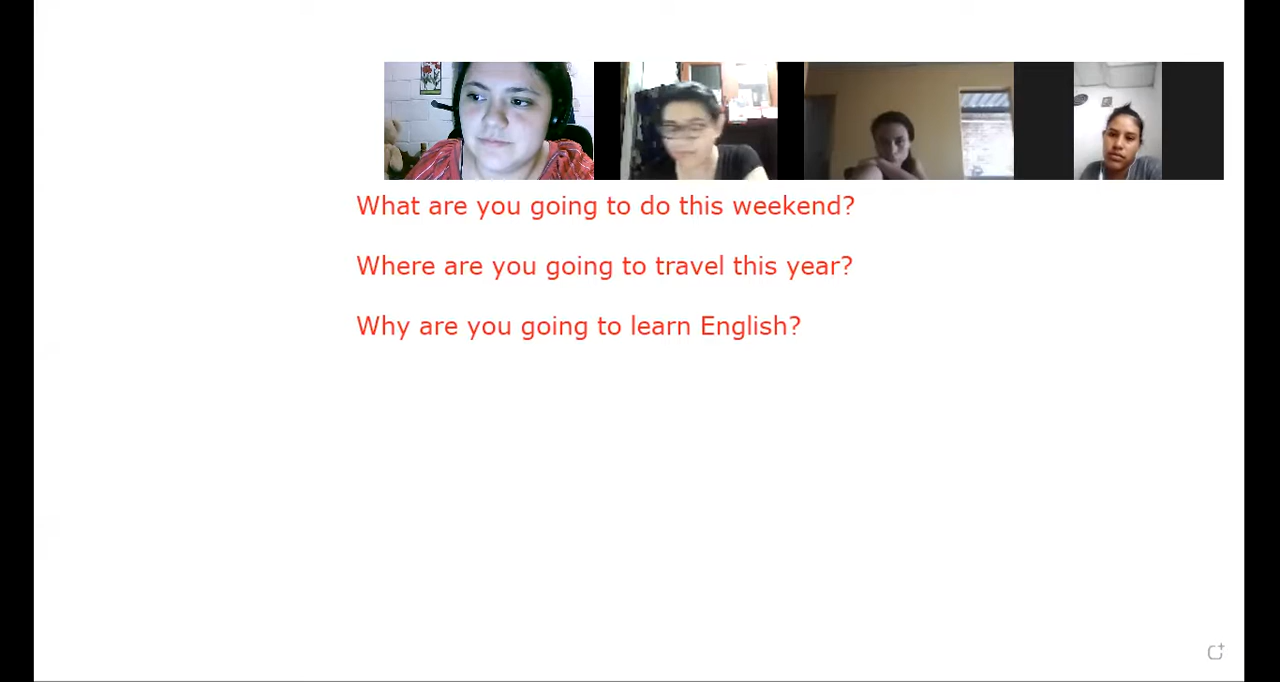 What are you going to do this weekend?
Where are you going to travel this year?
Why are you going to learn English?